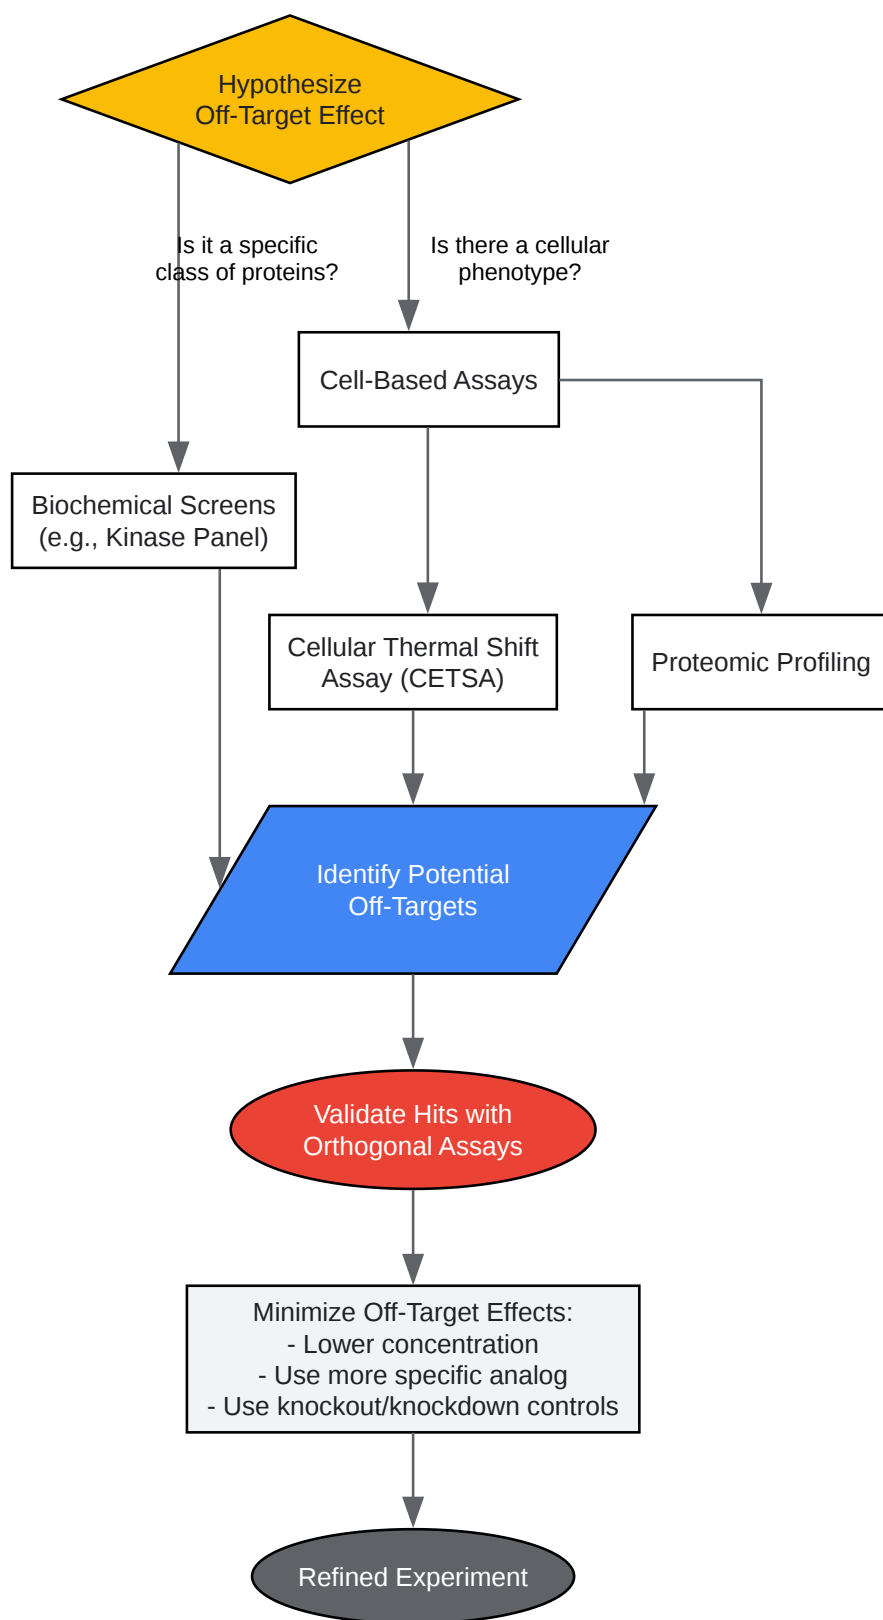 Hypothesize
Off-Target Effect
Is it a specific
class of proteins?
Is there a cellular
phenotype?
Cell-Based Assays
Biochemical Screens
(e.g., Kinase Panel)
Cellular Thermal Shift
Assay (CETSA)
Proteomic Profiling
Identify Potential
Off-Targets
Validate Hits with
Orthogonal Assays
Minimize Off-Target Effects:
- Lower concentration
- Use more specific analog
- Use knockout/knockdown controls
Refined Experiment